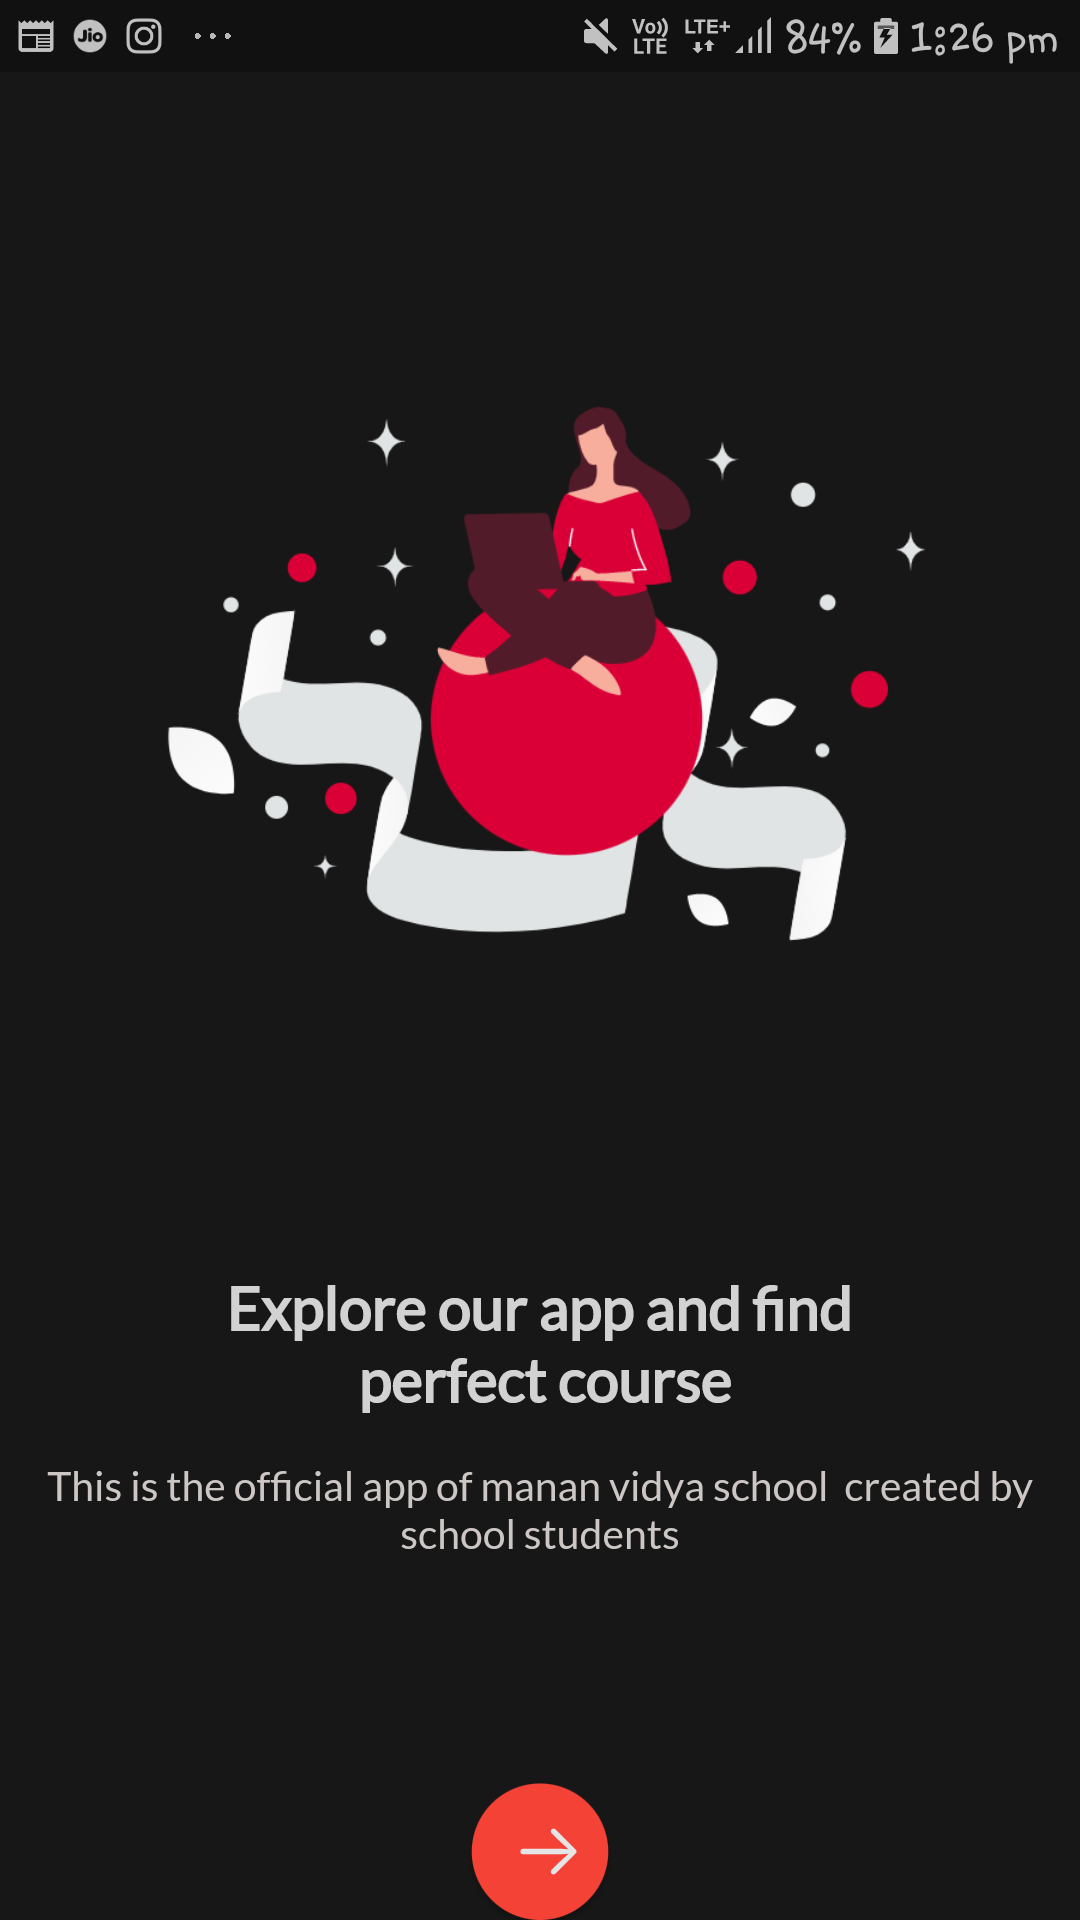 Jio Vo)) LTE LTE+ 84% 1:26 pm
Explore our app and find
perfect course
This is the official app of manan vidya school  created by
school students